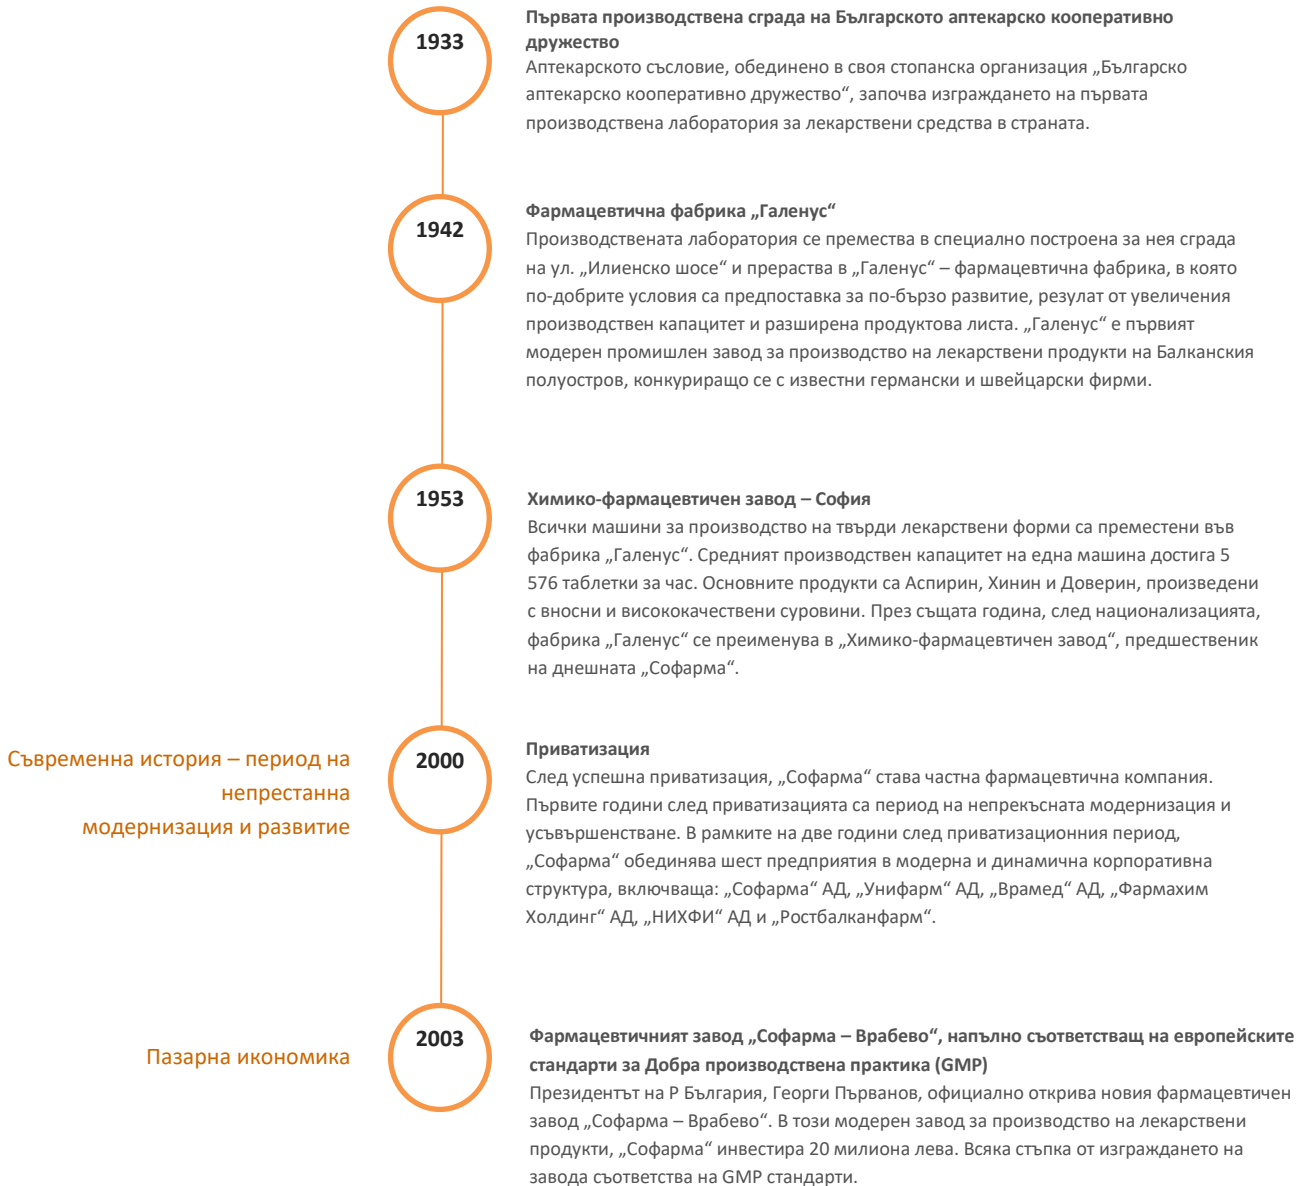 1933
Първата производствена сграда на Българското аптекарско кооперативно
дружество
Аптекарското съсловие, обединено в своя стопанска организация „Българско
аптекарско кооперативно дружество“, започва изграждането на първата
производствена лаборатория за лекарствени средства в страната.
1942
Фармацевтична фабрика „Галенус“
Производствената лаборатория се премества в специално построена за нея сграда
на ул. „Илиенско шосе“ и прераства в „Галенус“ – фармацевтична фабрика, в която
по-добрите условия са предпоставка за по-бързо развитие, резулат от увеличения
производствен капацитет и разширена продуктова листа. „Галенус“ е първият
модерен промишлен завод за производство на лекарствени продукти на Балканския
полуостров, конкуриращо се с известни германски и швейцарски фирми.
1953
Химико-фармацевтичен завод – София
Всички машини за производство на твърди лекарствени форми са преместени във
фабрика „Галенус“. Средният производствен капацитет на една машина достига 5
576 таблетки за час. Основните продукти са Аспирин, Хинин и Доверин, произведени
с вносни и висококачествени суровини. През същата година, след национализацията,
фабрика „Галенус“ се преименува в „Химико-фармацевтичен завод“, предшественик
на днешната „Софарма“.
Съвременна история – период на
непрестанна
модернизация и развитие
2000
Приватизация
След успешна приватизация, „Софарма“ става частна фармацевтична компания.
Първите години след приватизацията са период на непрекъсната модернизация и
усъвършенстване. В рамките на две години след приватизационния период,
„Софарма“ обединява шест предприятия в модерна и динамична корпоративна
структура, включваща: „Софарма“ АД, „Унифарм“ АД, „Врамед“ АД, „Фармахим
Холдинг“ АД, „НИХФИ“ АД и „Ростбалканфарм“.
Пазарна икономика
2003
Фармацевтичният завод „Софарма – Врабево“, напълно съответстващ на европейските
стандарти за Добра производствена практика (GMP)
Президентът на Р България, Георги Първанов, официално открива новия фармацевтичен
завод „Софарма – Врабево“. В този модерен завод за производство на лекарствени
продукти, „Софарма“ инвестира 20 милиона лева. Всяка стъпка от изграждането на
завода съответства на GMP стандарти.